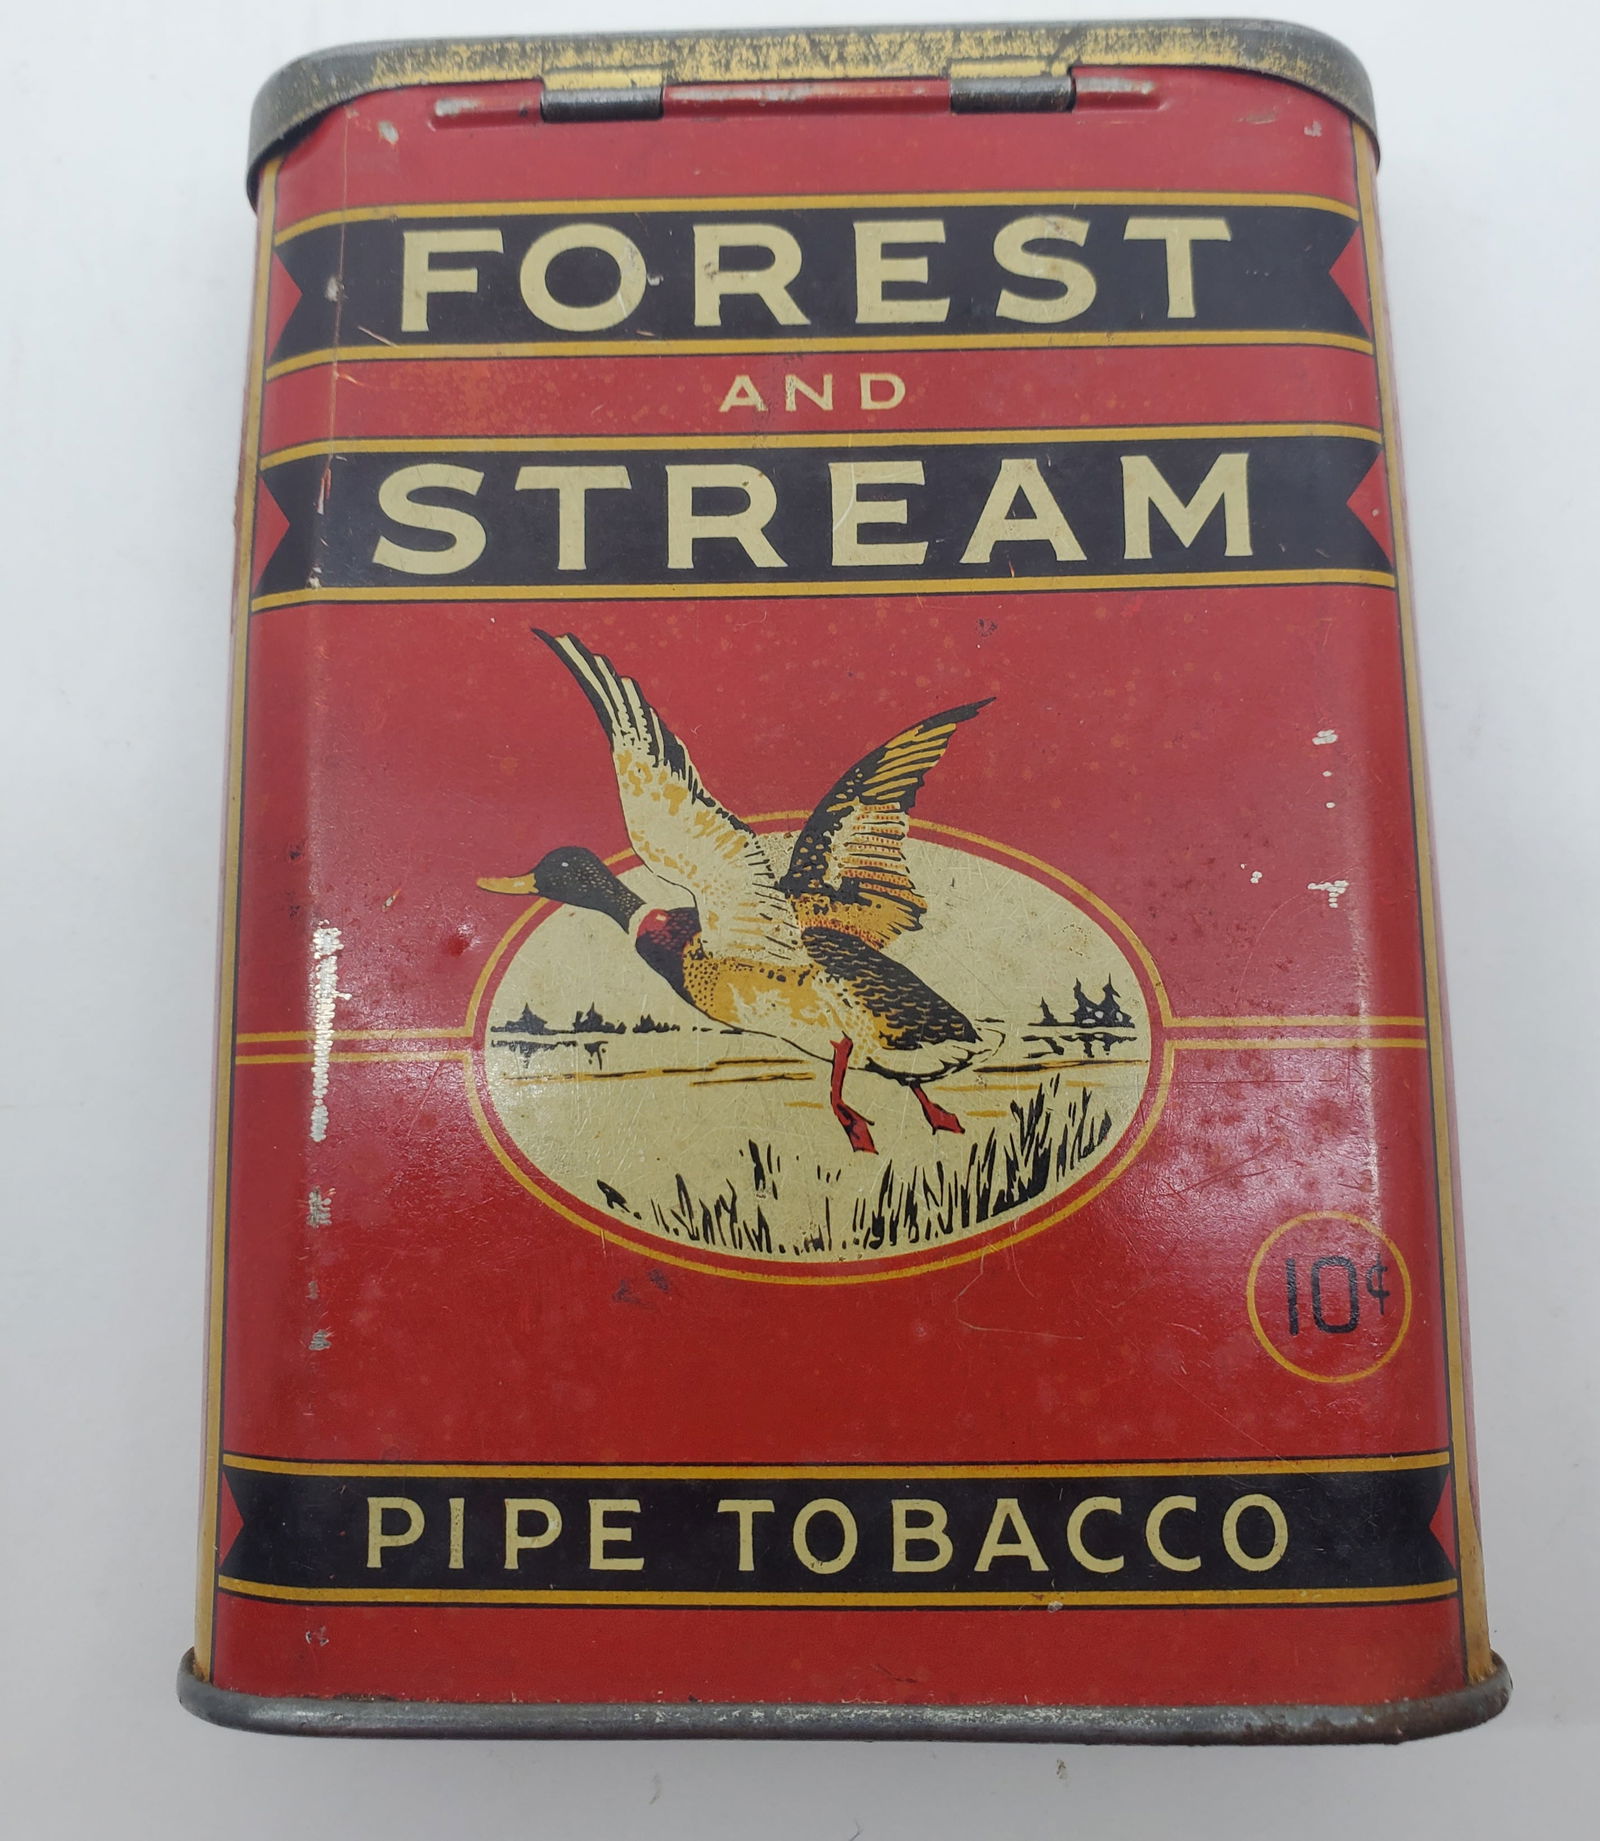 FOREST
AND
STREAM
10¢
PIPE TOBACCO